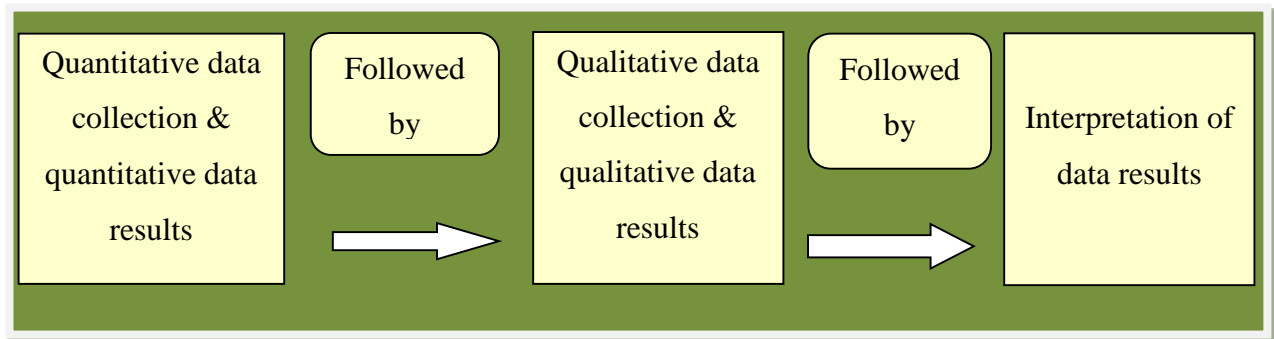 Quantitative data
collection &
quantitative data
results
Followed
by
Qualitative data
collection &
qualitative data
results
Followed
by
Interpretation of
data results